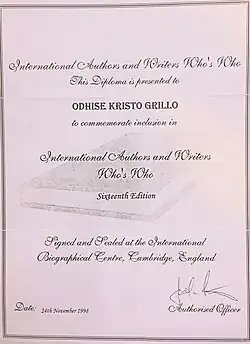 International Authors and Writers Who's Who
This Diploma is presented to
ODHISE KRISTO GRILLO
to commemorate inclusion in
International Authors and Writers
Who's Who
Sixteenth Edition
Signed and Sealed at the International
Biographical Centre, Cambridge, England
Date: 24th November 1998
Authorised Officer